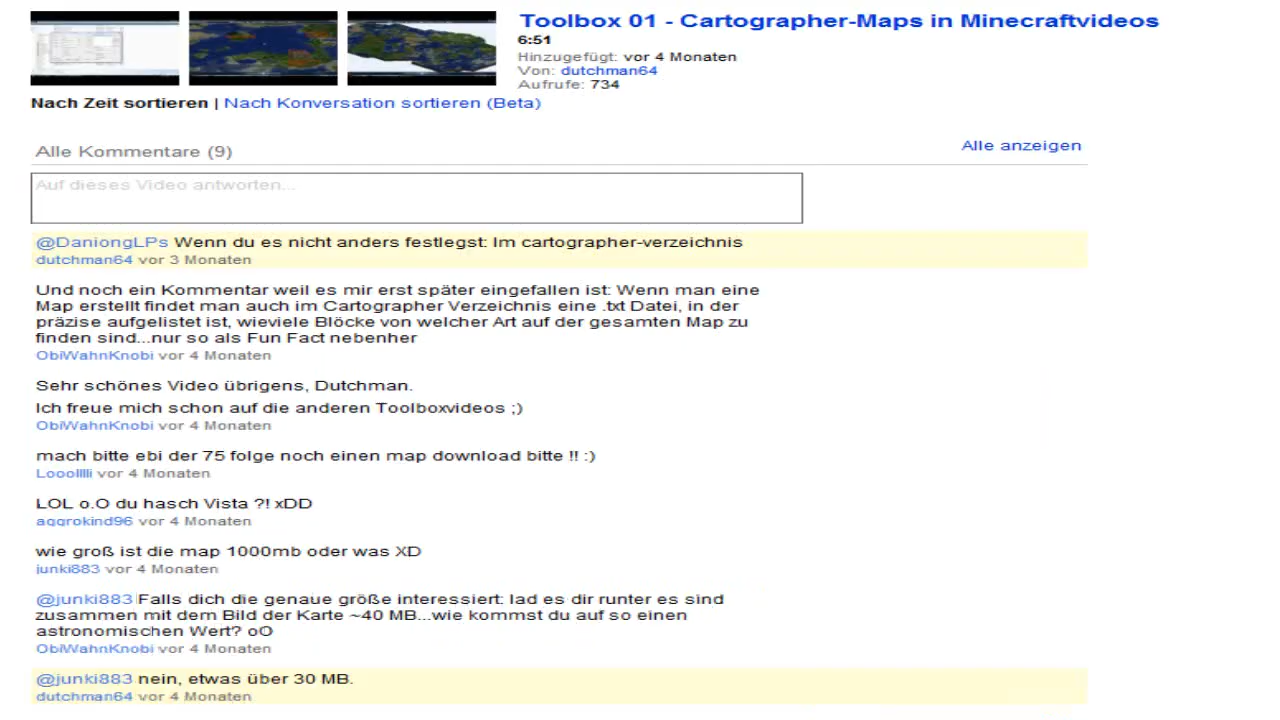 Toolbox 01 - Cartographer-Maps in Minecraftvideos
6:51
Hinzugefügt: vor 4 Monaten
Von: dutchman64
Aufrufe: 734
Nach Zeit sortieren | Nach Konversation sortieren (Beta)
Alle Kommentare (9)
Alle anzeigen
Auf dieses Video antworten...
@DaniongLPs Wenn du es nicht anders festlegst: Im cartographer-verzeichnis
dutchman64 vor 3 Monaten
Und noch ein Kommentar weil es mir erst später eingefallen ist: Wenn man eine
Map erstellt findet man auch im Cartographer Verzeichnis eine .txt Datei, in der
präzise aufgelistet ist, wieviele Blöcke von welcher Art auf der gesamten Map zu
finden sind...nur so als Fun Fact nebenher
ObiWahnKnobi vor 4 Monaten
Sehr schönes Video übrigens, Dutchman.
Ich freue mich schon auf die anderen Toolboxvideos ;)
ObiWahnKnobi vor 4 Monaten
mach bitte ebi der 75 folge noch einen map download bitte !! :)
vor 4 Monaten
LOL o.O du hasch Vista ?! xDD
aggrokind96 vor 4 Monaten
wie groß ist die map 1000mb oder was XD
junki883 vor 4 Monaten
@junki883 Falls dich die genaue größe interessiert: lad es dir runter es sind
zusammen mit dem Bild der Karte ~40 MB...wie kommst du auf so einen
astronomischen Wert? oO
ObiWahnKnobi vor 4 Monaten
@junki883 nein, etwas über 30 MB.
dutchman64 vor 4 Monaten